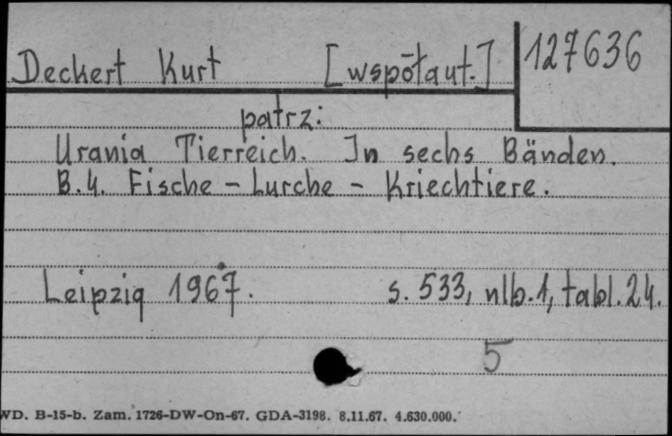 Deckert Kurt [współaut.] 127636
patrz:
Urania Tierreich. In sechs Bänden.
B.4. Fische - Lurche - Kriechtiere.
Leipzig 1967. s. 533, nlb.1, tabl.24.
5
WD. B-15-b. Zam. 1726-DW-On-67. GDA-3198. 8.11.67. 4.630.000.